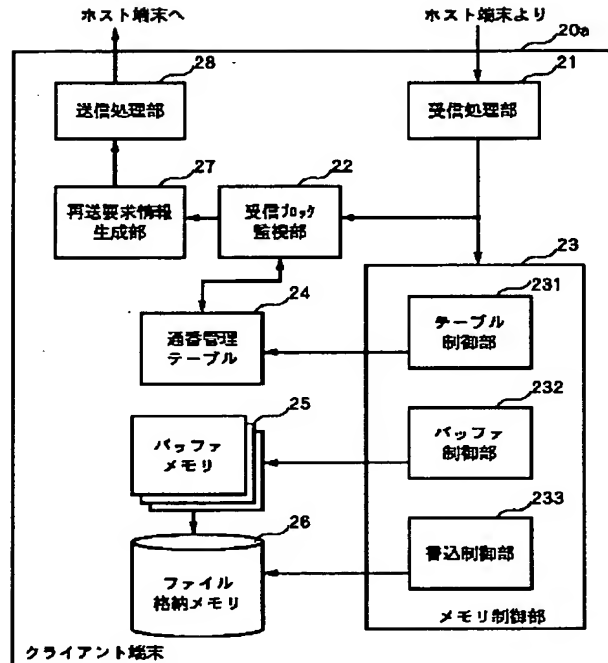 ホスト端末へ
ホスト端末より
20a
28
送信処理部
21
受信処理部
27
再送要求情報
生成部
22
受信ブロック
監視部
23
24
通番管理
テーブル
231
テーブル
制御部
25
バッファ
メモリ
232
バッファ
制御部
26
ファイル
格納メモリ
233
書込制御部
メモリ制御部
クライアント端末